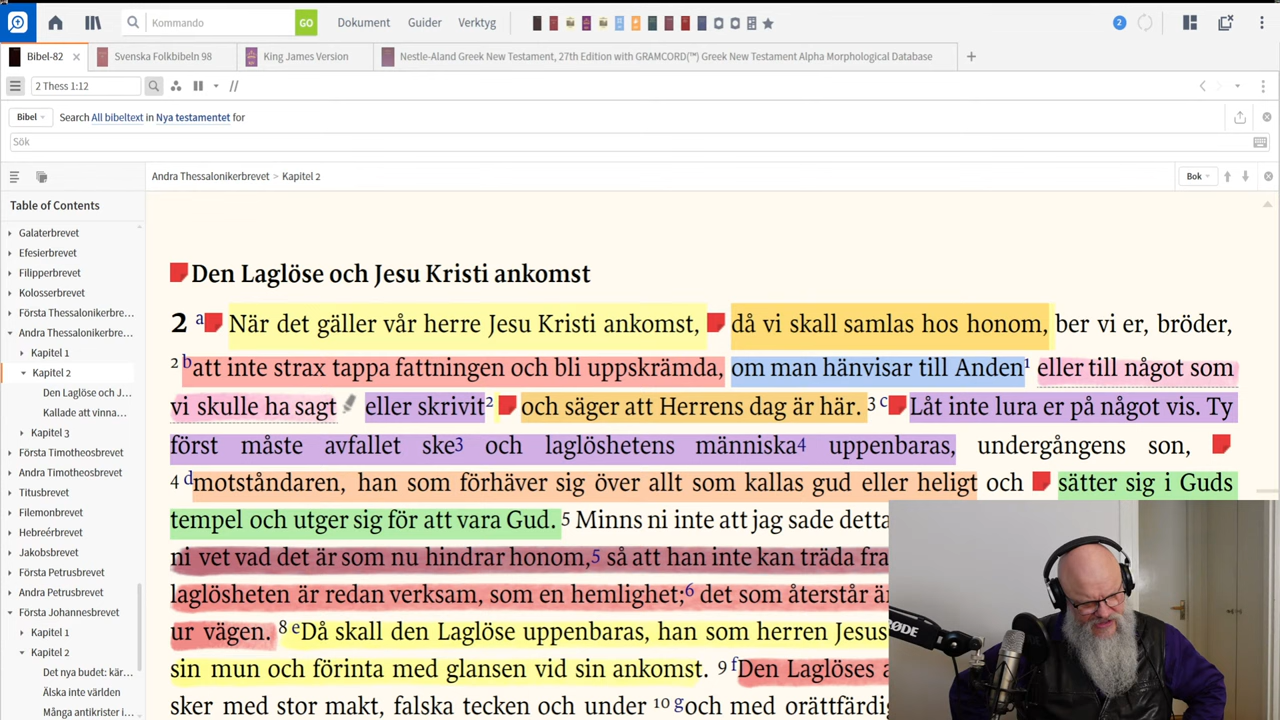 Kommando
GO
Dokument Guider Verktyg
2
Bibel-82 Svenska Folkbibeln 98 King James Version Nestle-Aland Greek New Testament, 27th Edition with GRAMCORD(™) Greek New Testament Alpha Morphological Database
2 Thess 1:12
Bibel Search All bibeltext in Nya testamentet for
Sök
Andra Thessalonikerbrevet > Kapitel 2
Bok
Table of Contents
Galaterbrevet
Efesierbrevet
Filipperbrevet
Kolosserbrevet
Första Thessalonikerbre...
Andra Thessalonikerbre...
Kapitel 1
Kapitel 2
Den Laglöse och J...
Kallade att vinna...
Kapitel 3
Första Timotheosbrevet
Andra Timotheosbrevet
Titusbrevet
Filemonbrevet
Hebreérbrevet
Jakobsbrevet
Första Petrusbrevet
Andra Petrusbrevet
Första Johannesbrevet
Kapitel 1
Kapitel 2
Det nya budet: kär...
Älska inte världen
Många antikrister i...
Den Laglöse och Jesu Kristi ankomst
2 a När det gäller vår herre Jesu Kristi ankomst, då vi skall samlas hos honom, ber vi er, bröder,
2 b att inte strax tappa fattningen och bli uppskrämda, om man hänvisar till Anden1 eller till något som
vi skulle ha sagt eller skrivit2 och säger att Herrens dag är här. 3 c Låt inte lura er på något vis. Ty
först måste avfallet ske3 och laglöshetens människa4 uppenbaras, undergångens son,
4 d motståndaren, han som förhäver sig över allt som kallas gud eller heligt och sätter sig i Guds
tempel och utger sig för att vara Gud. 5 Minns ni inte att jag sade detta
ni vet vad det är som nu hindrar honom,5 så att han inte kan träda fra
laglösheten är redan verksam, som en hemlighet;6 det som återstår är
ur vägen. 8 e Då skall den Laglöse uppenbaras, han som herren Jesus
sin mun och förinta med glansen vid sin ankomst. 9 f Den Laglöses a
sker med stor makt, falska tecken och under 10 g och med orättfärdig
RØDE